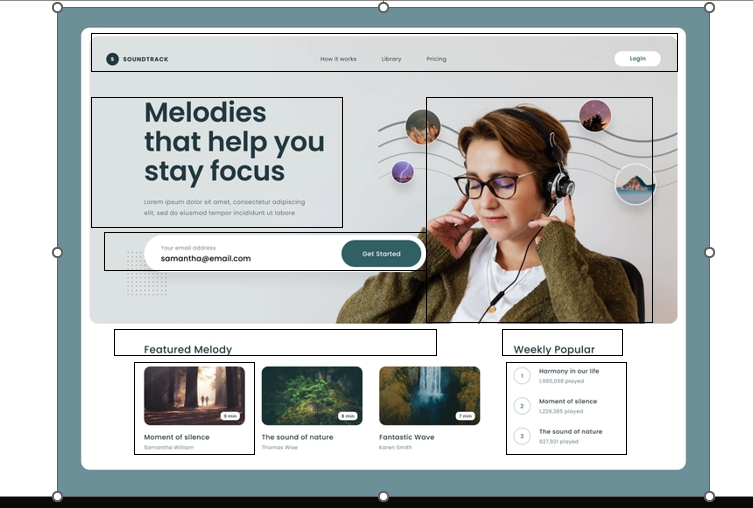 S SOUNDTRACK
How it works Library Pricing
Login
Melodies
that help you
stay focus
Lorem ipsum dolor sit amet, consectetur adipiscing
elit, sed do eiusmod tempor incididunt ut labore
Your email address
samantha@email.com
Get Started
Featured Melody
9 min
Moment of silence
Samantha William
8 min
The sound of nature
Thomas Wise
7 min
Fantastic Wave
Karen Smith
Weekly Popular
1
Harmony in our life
1,985,098 played
2
Moment of silence
1,229,385 played
3
The sound of nature
827,921 played